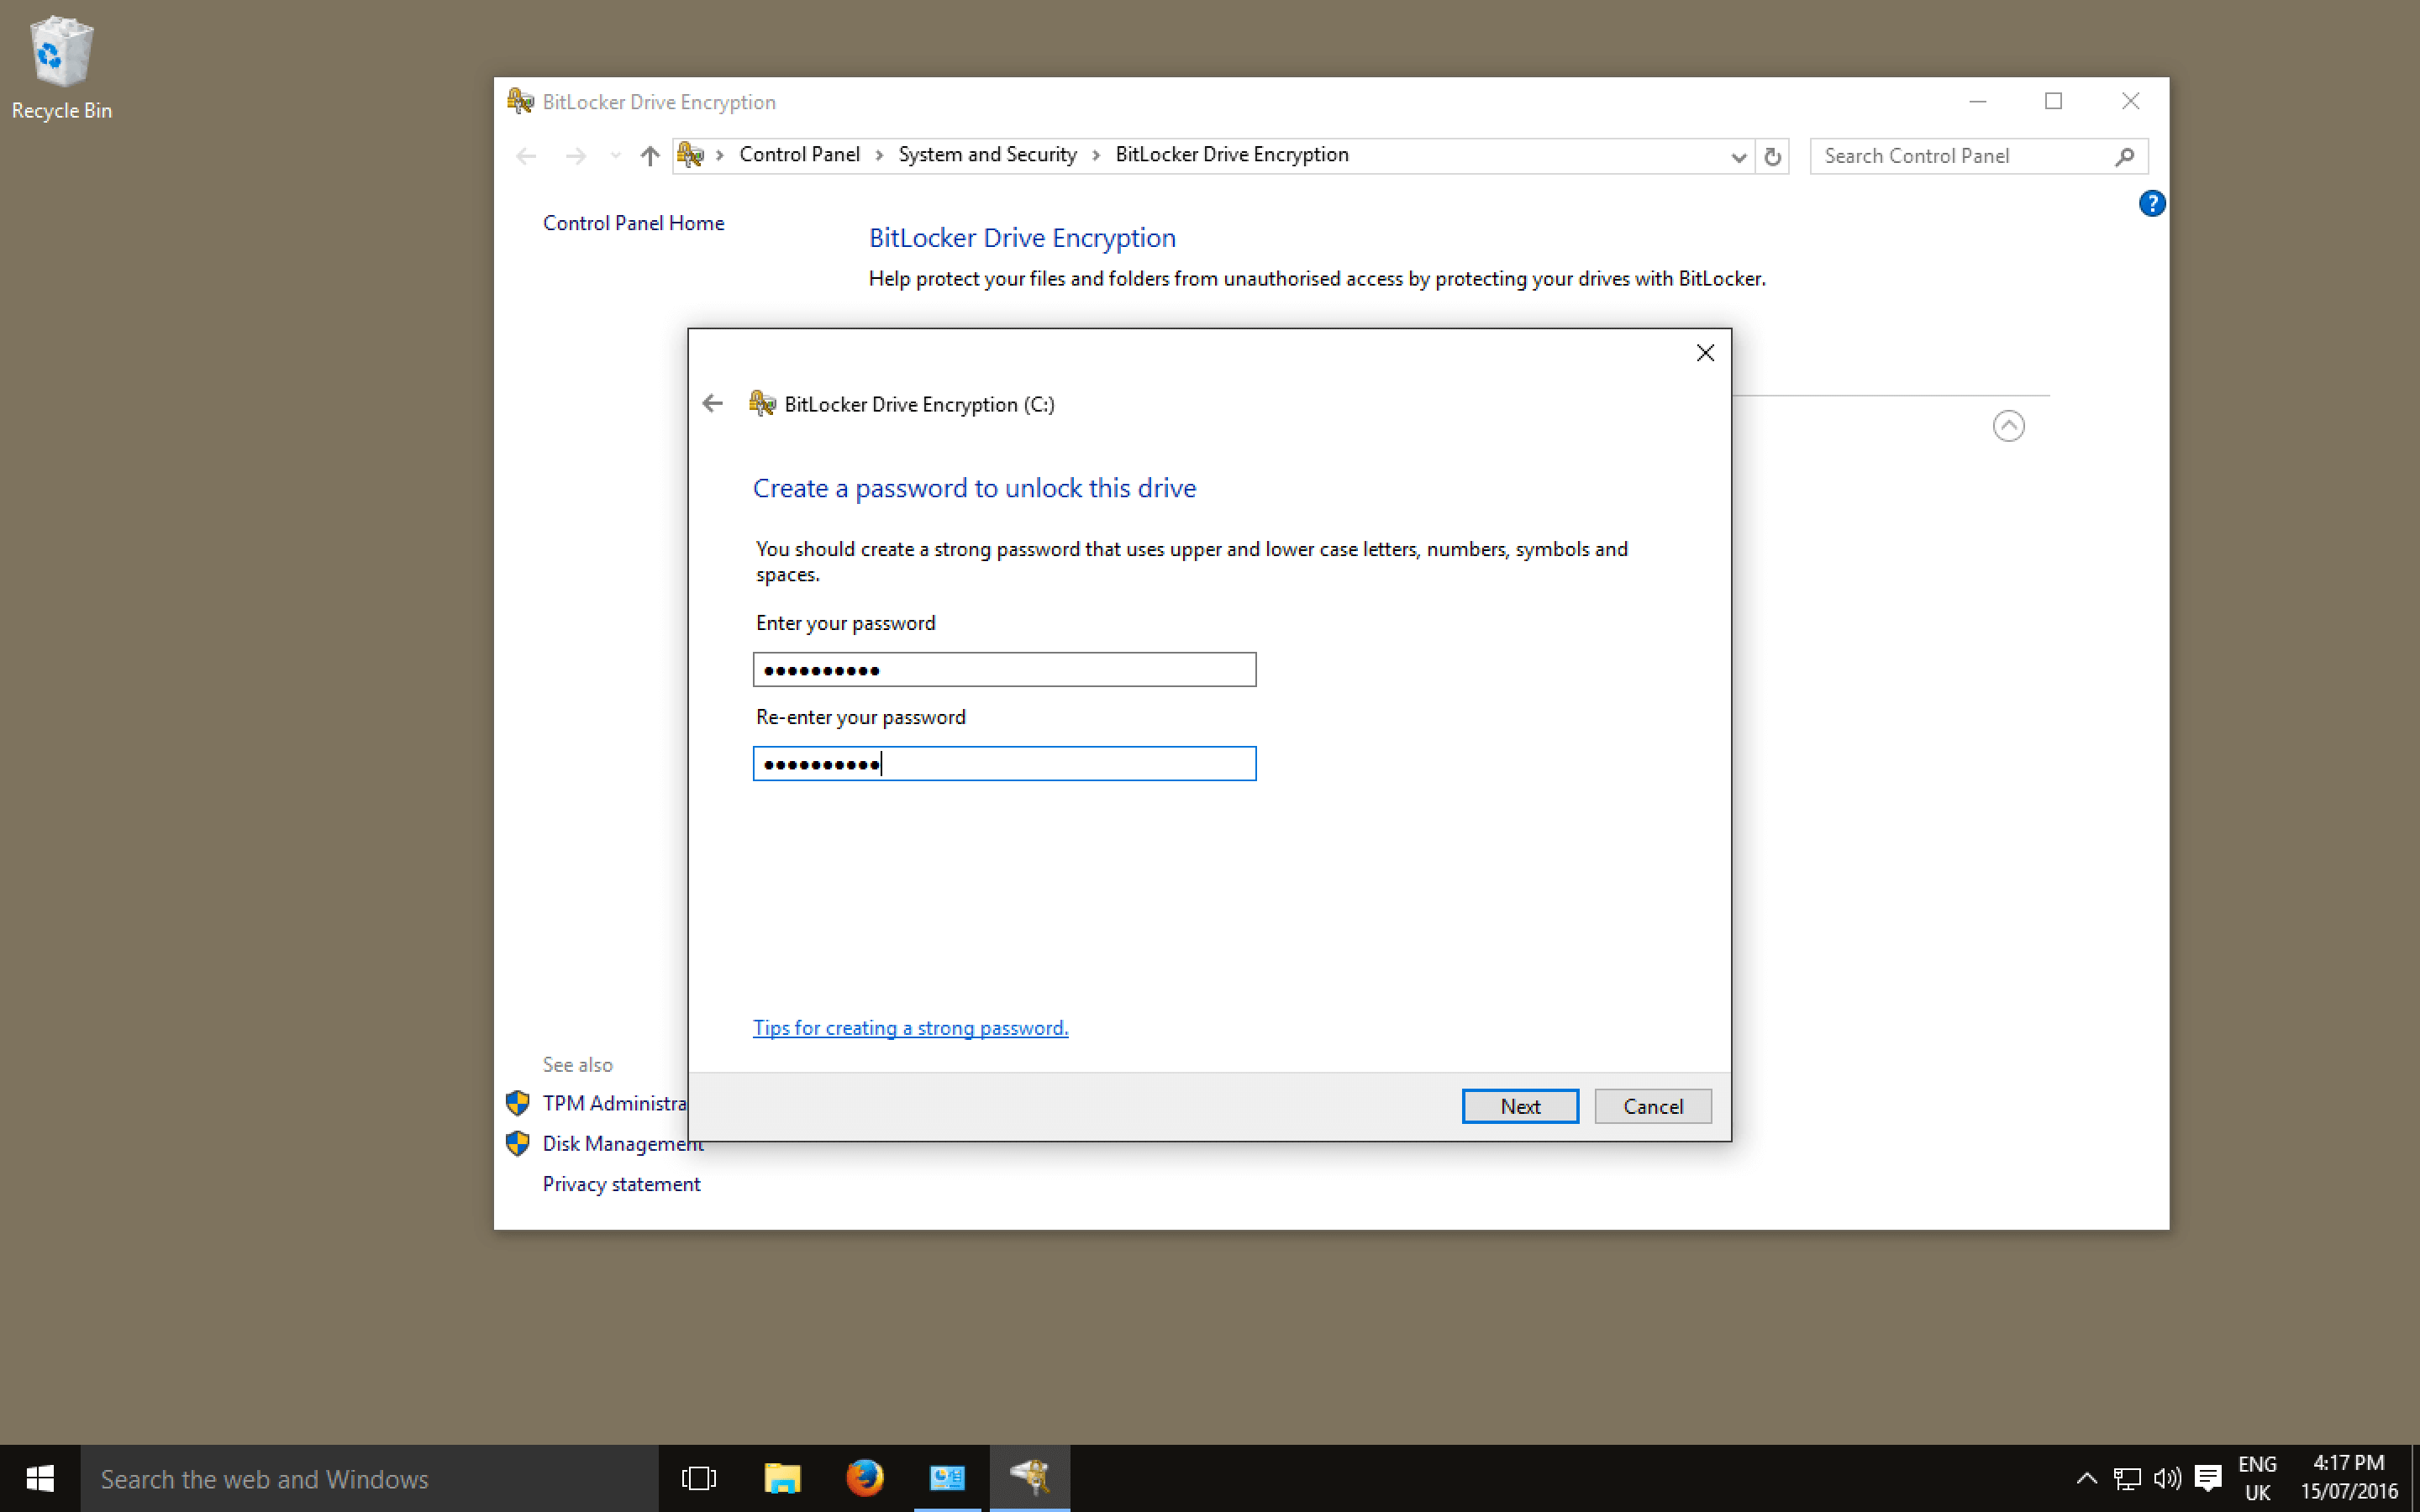 Recycle Bin
BitLocker Drive Encryption
Control Panel > System and Security > BitLocker Drive Encryption
Search Control Panel
?
Control Panel Home
BitLocker Drive Encryption
Help protect your files and folders from unauthorised access by protecting your drives with BitLocker.
BitLocker Drive Encryption (C:)
Create a password to unlock this drive
You should create a strong password that uses upper and lower case letters, numbers, symbols and
spaces.
Enter your password
●●●●●●●●●●
Re-enter your password
●●●●●●●●●●
Tips for creating a strong password.
Next
Cancel
See also
TPM Administra
Disk Management
Privacy statement
Search the web and Windows
ENG
UK
4:17 PM
15/07/2016